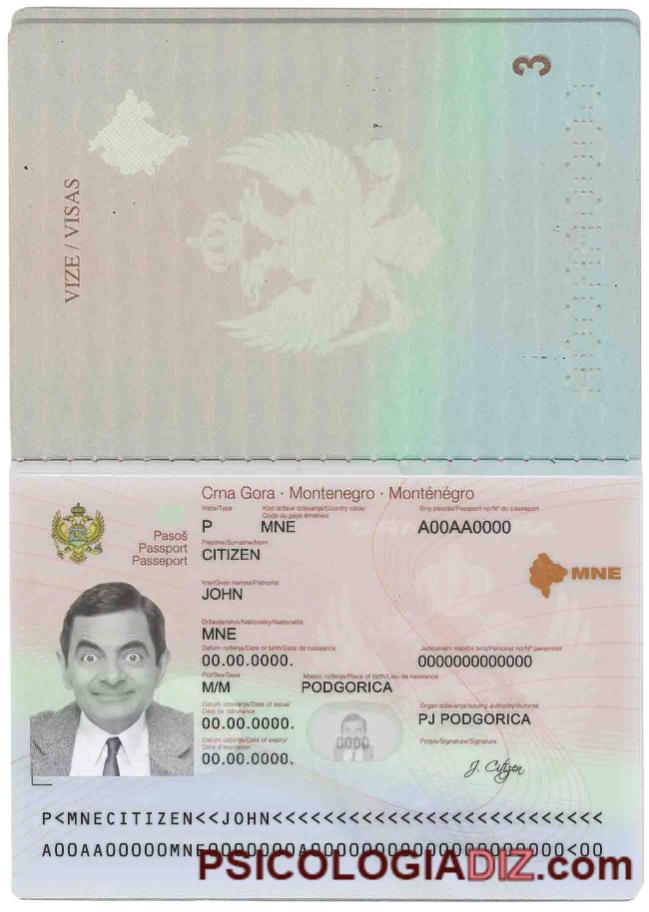 3
VIZE / VISAS
Crna Gora · Montenegro · Monténégro
Pasoš
Passport
Passeport
Vrsta/Type Kod države izdavanja/Country code/ Code du pays émetteur Broj pasoša/Passport no/N° du passeport
P MNE A00AA0000
Prezime/Surname/Nom
CITIZEN
MNE
Ime/Given names/Prénoms
JOHN
Državljanstvo/Nationality/Nationalité
MNE
Datum rođenja/Date of birth/Date de naissance Jedinstveni matični broj/Personal no/N° personnel
00.00.0000. 0000000000000
Pol/Sex/Sexe Mjesto rođenja/Place of birth/Lieu de naissance
M/M PODGORICA
Datum izdavanja/Date of issue/ Date de délivrance Organ izdavanja/Issuing authority/Autorité
00.00.0000. PJ PODGORICA
0000
Datum važenja/Date of expiry/ Date d'expiration Potpis/Signature/Signature
00.00.0000. J. Citizen
P<MNECITIZEN<<JOHN<<<<<<<<<<<<<<<<<<<<<<<<<<
PSICOLOGIADIZ.com